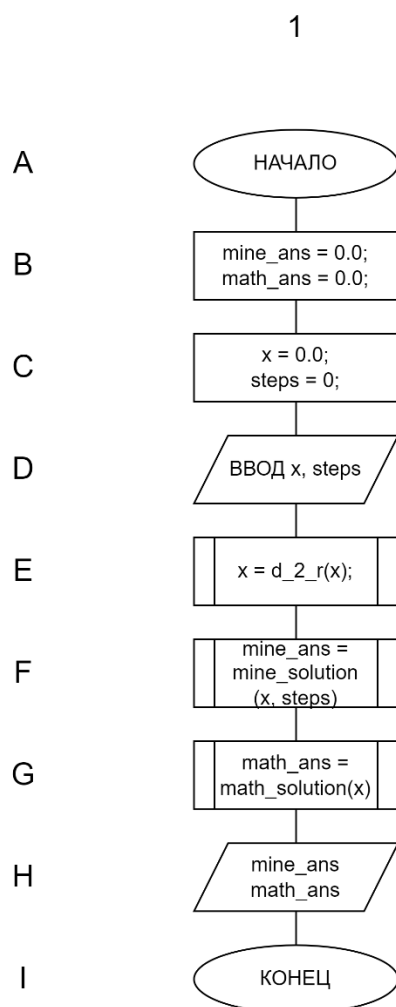 1
A
НАЧАЛО
B
mine_ans = 0.0;
math_ans = 0.0;
C
x = 0.0;
steps = 0;
D
ВВОД x, steps
E
x = d_2_r(x);
F
mine_ans =
mine_solution
(x, steps)
G
math_ans =
math_solution(x)
H
mine_ans
math_ans
I
КОНЕЦ